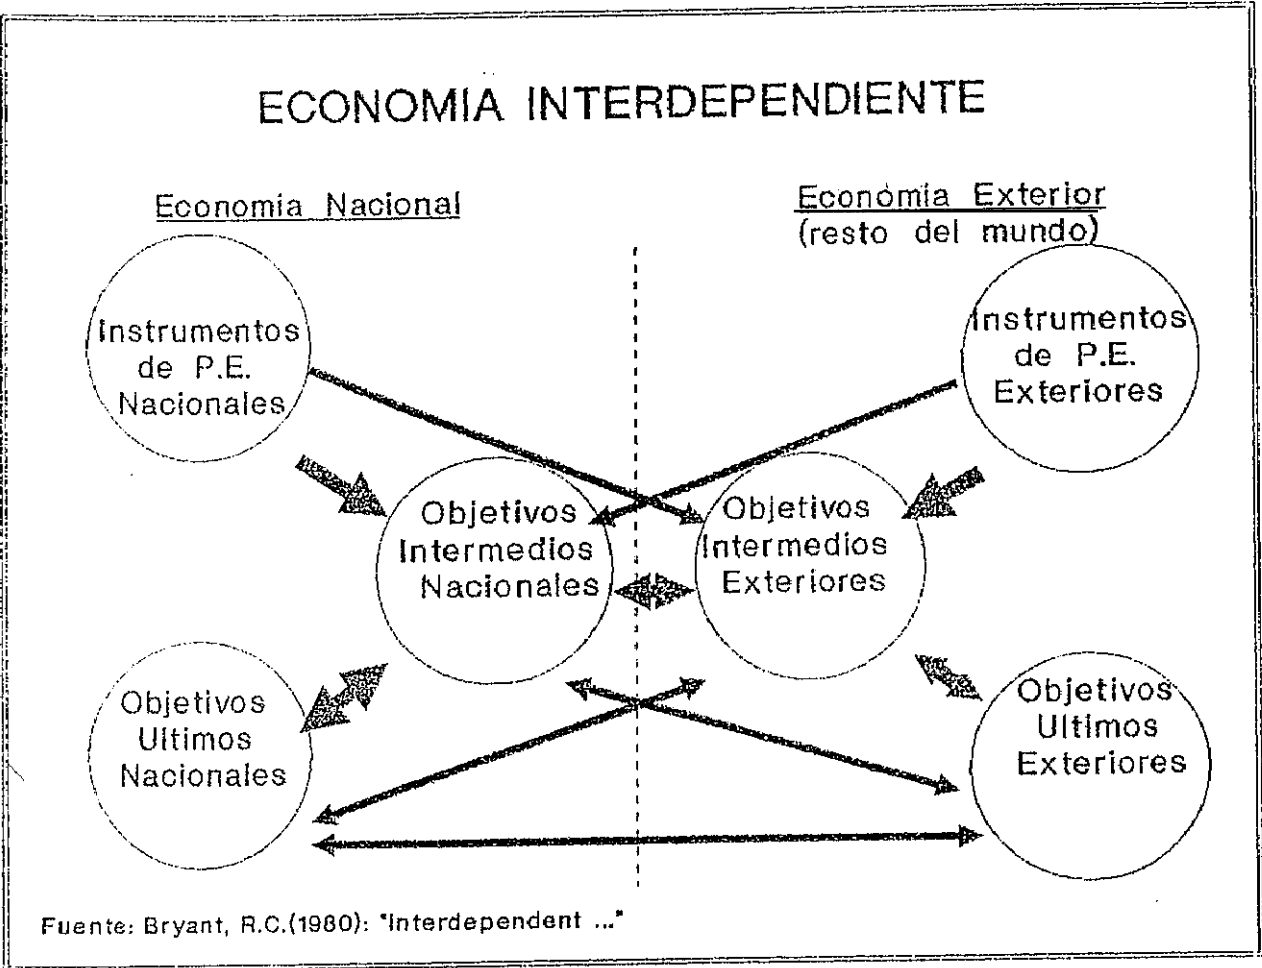 ECONOMIA INTERDEPENDIENTE
Economia Nacional
Económia Exterior
(resto del mundo)
Instrumentos
de P.E.
Nacionales
Instrumentos
de P.E.
Exteriores
Objetivos
Intermedios
Nacionales
Objetivos
Intermedios
Exteriores
Objetivos
Ultimos
Nacionales
Objetivos
Ultimos
Exteriores
Fuente: Bryant, R.C.(1980): "Interdependent ..."